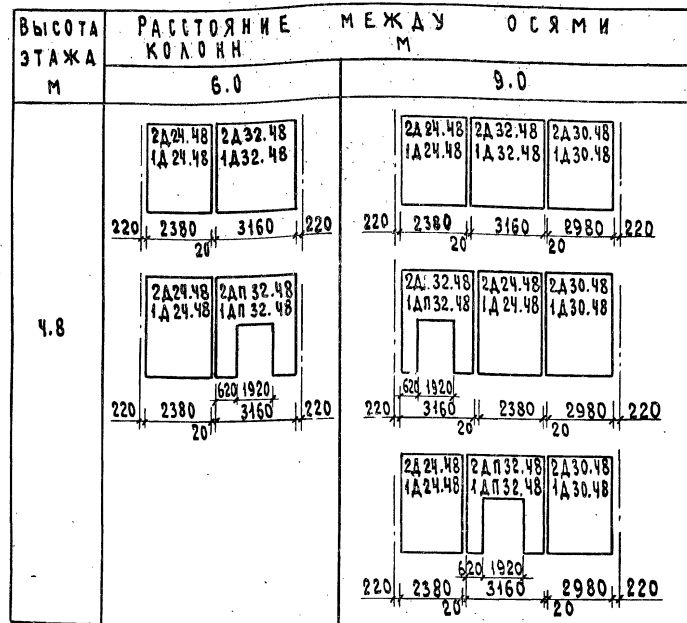 ВЫСОТА ЭТАЖА М
РАССТОЯНИЕ МЕЖДУ ОСЯМИ КОЛОНН М
6.0
9.0
4.8
2Д24.48 2Д32.48
1Д24.48 1Д32.48
220 2380 3160 220
20
2Д24.48 2Д32.48 2Д30.48
1Д24.48 1Д32.48 1Д30.48
220 2380 3160 2980 220
20 20
2Д24.48 2ДП32.48
1Д24.48 1ДП32.48
620 1920
220 2380 3160 220
20
2Д.32.48 2Д24.48 2Д30.48
1ДП32.48 1Д24.48 1Д30.48
620 1920
220 3160 2380 2980 220
20 20
2Д24.48 2ДП32.48 2Д30.48
1Д24.48 1ДП32.48 1Д30.48
620 1920
220 2380 3160 2980 220
20 20